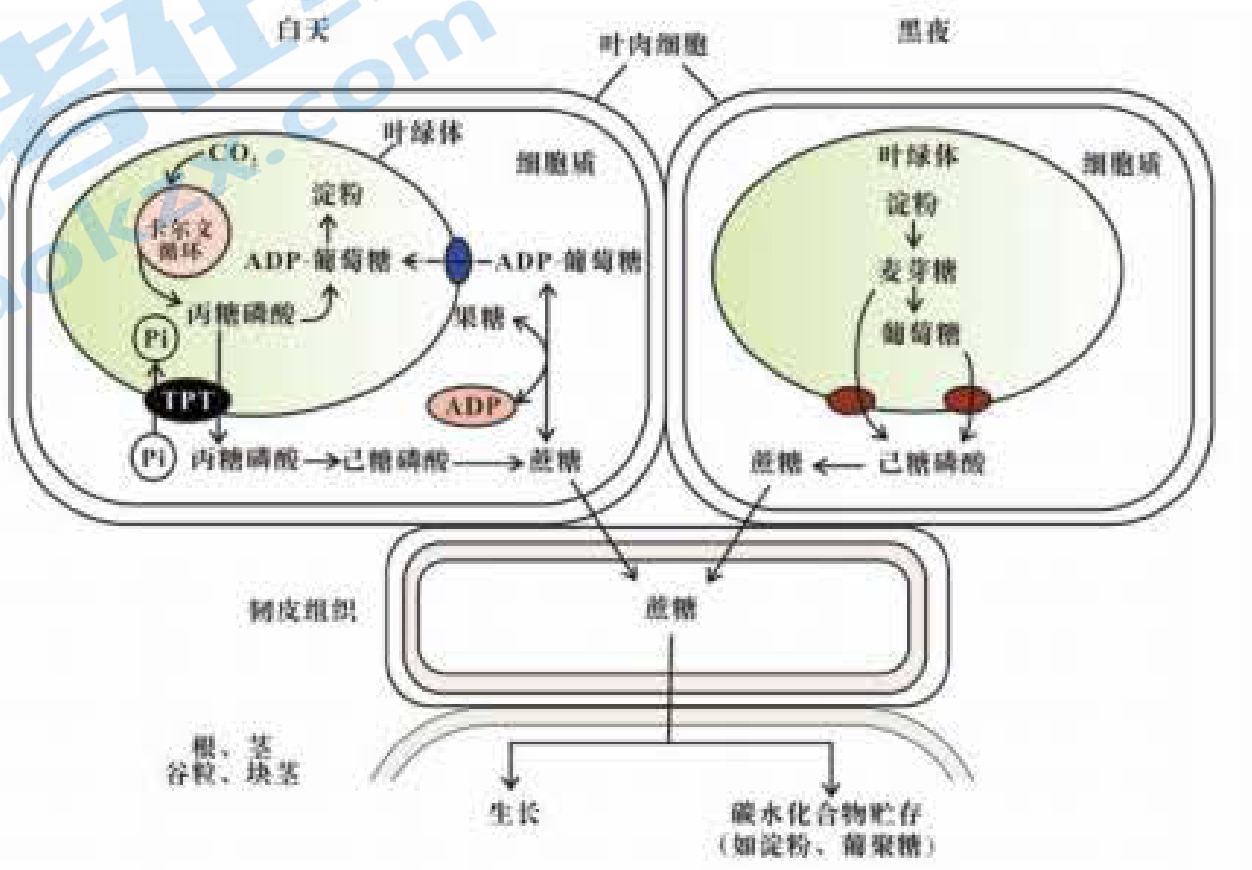 白天
黑夜
叶肉细胞
叶绿体
细胞质
CO₂
卡尔文
循环
淀粉
ADP-葡萄糖
ADP-葡萄糖
丙糖磷酸
果糖
Pi
TPT
ADP
Pi
丙糖磷酸
己糖磷酸
蔗糖
叶绿体
细胞质
淀粉
麦芽糖
葡萄糖
蔗糖
己糖磷酸
韧皮组织
蔗糖
根、茎
谷粒、块茎
生长
碳水化合物贮存
(如淀粉、葡聚糖)